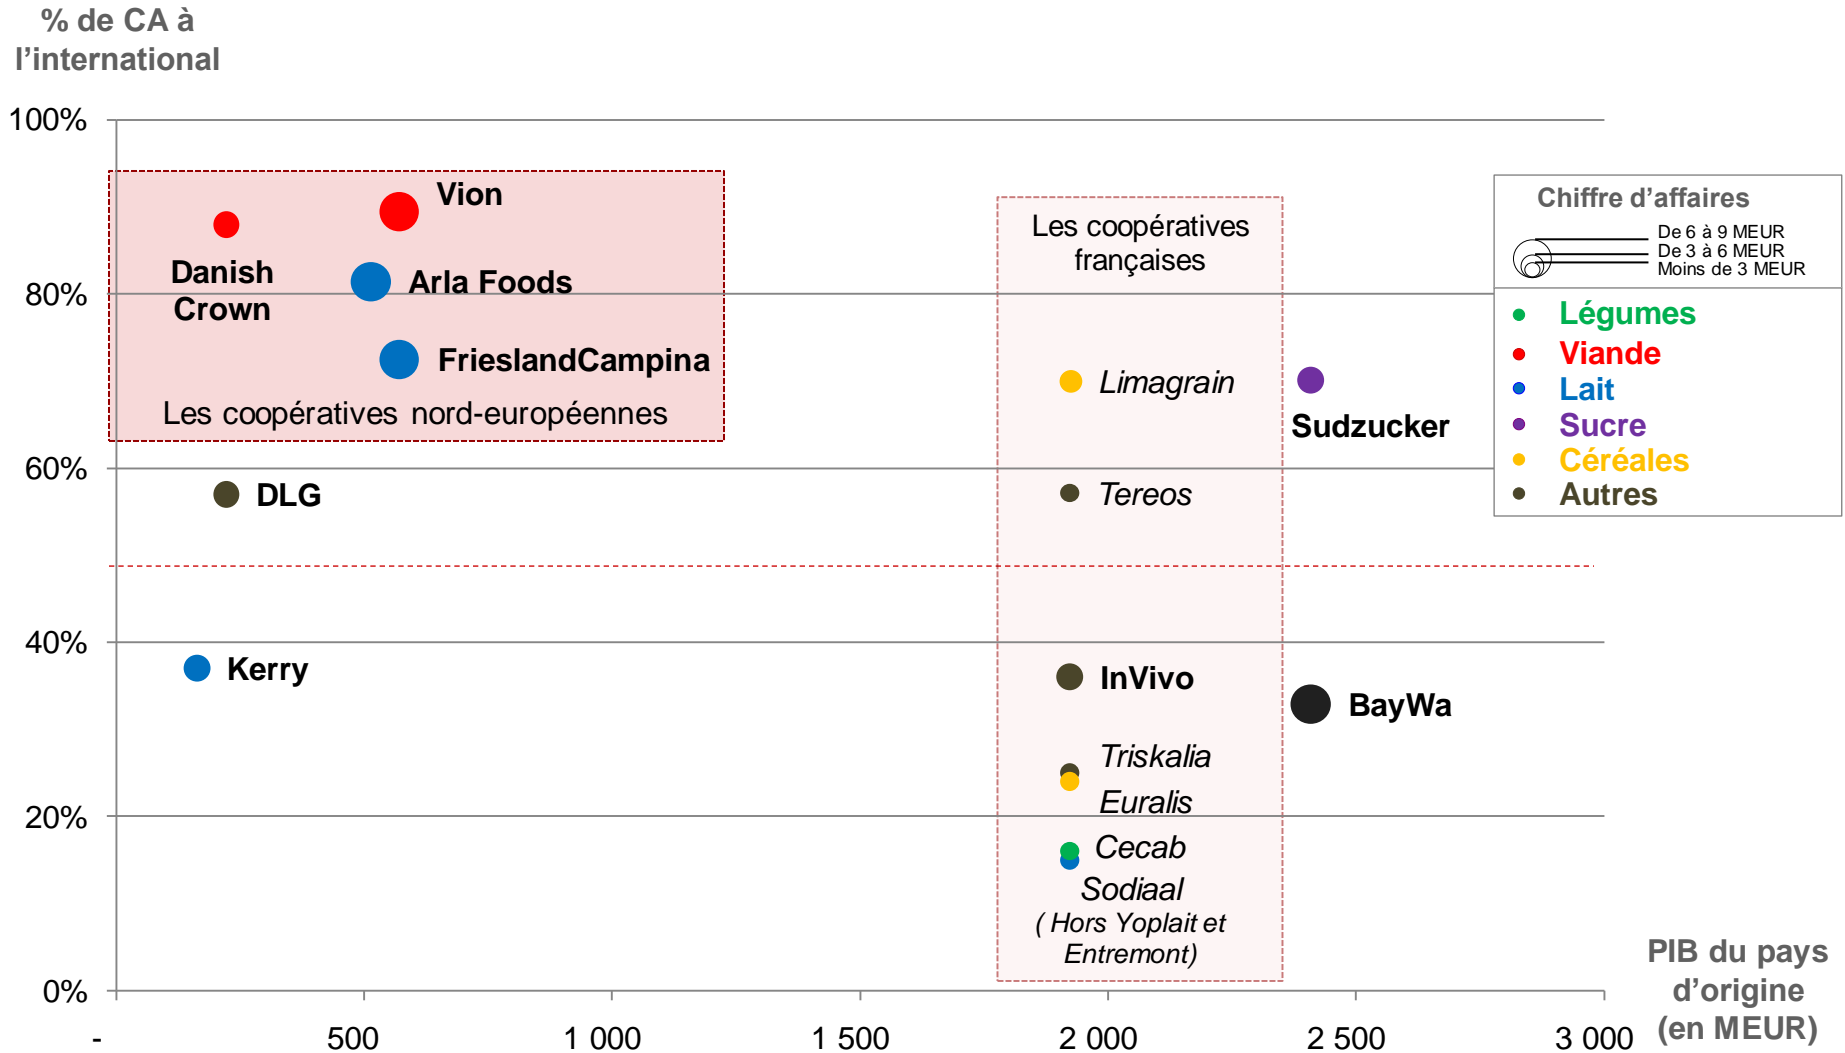 % de CA à
l’international
100%
80%
60%
40%
20%
0%
Vion
Danish
Crown
Arla Foods
FrieslandCampina
Les coopératives nord-européennes
DLG
Kerry
Les coopératives
françaises
Limagrain
Tereos
InVivo
Triskalia
Euralis
Cecab
Sodiaal
( Hors Yoplait et
Entremont)
Sudzucker
BayWa
Chiffre d’affaires
De 6 à 9 MEUR
De 3 à 6 MEUR
Moins de 3 MEUR
Légumes
Viande
Lait
Sucre
Céréales
Autres
PIB du pays
d’origine
(en MEUR)
- 500 1 000 1 500 2 000 2 500 3 000